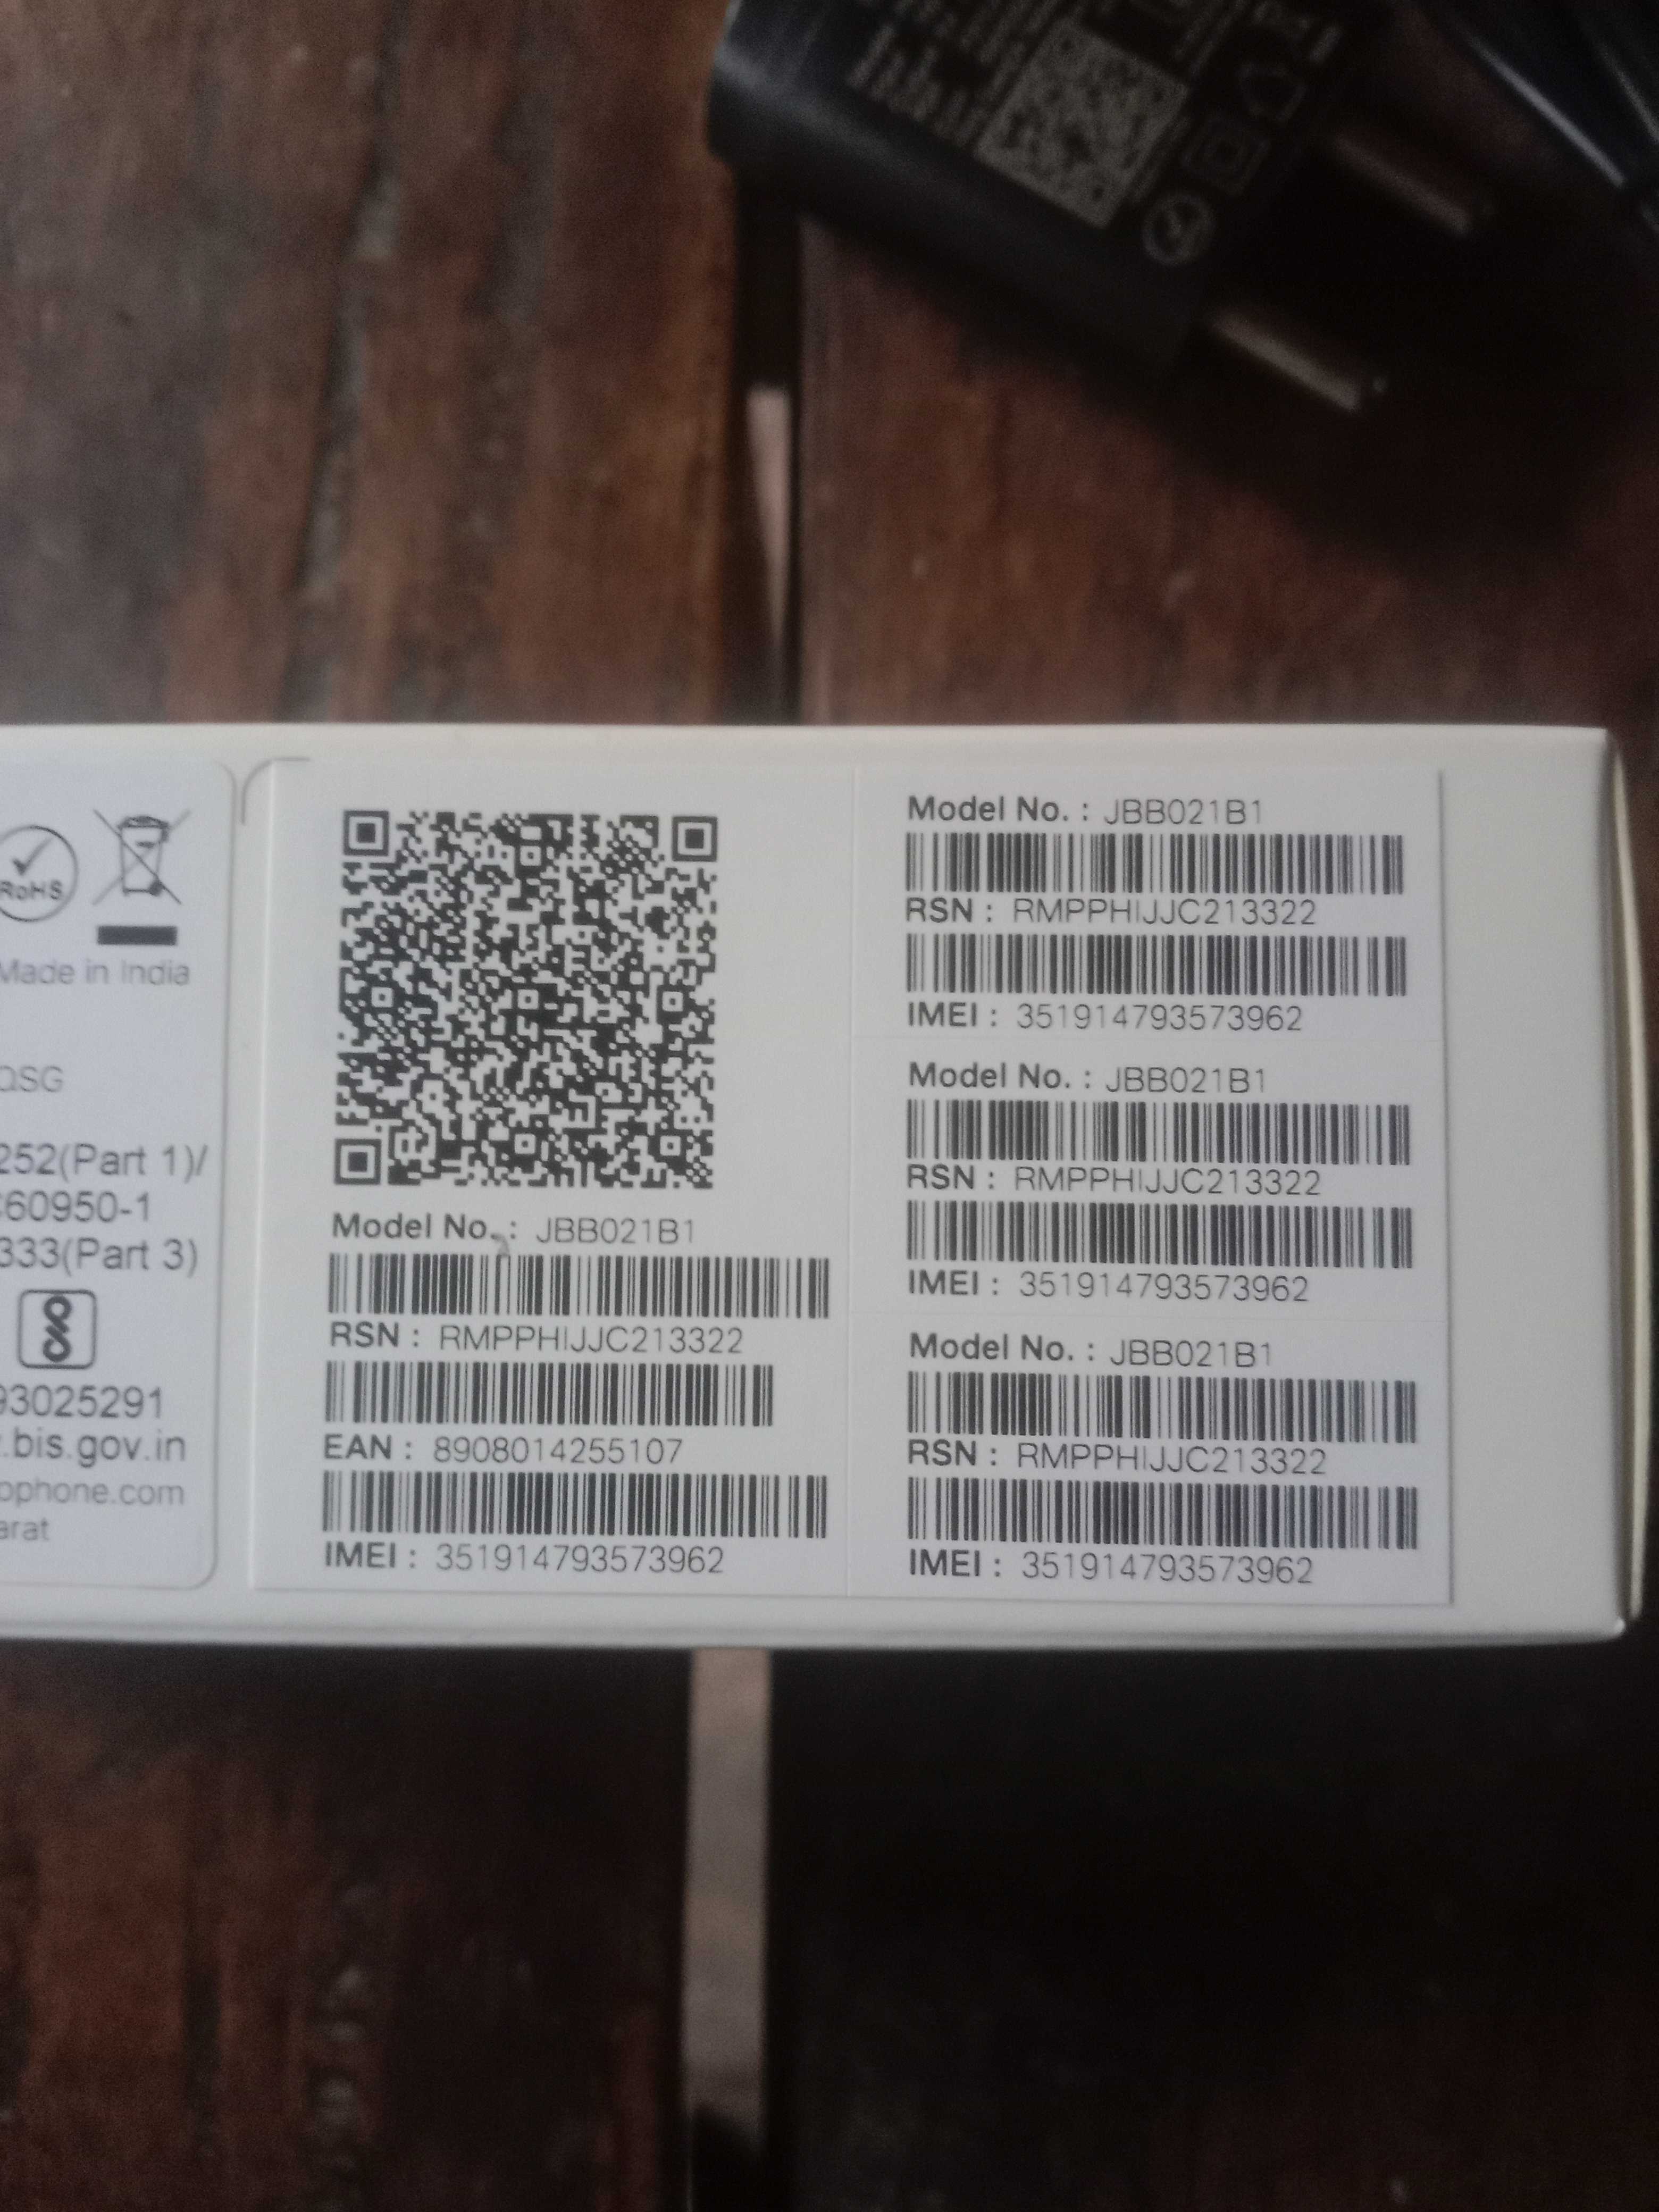 RoHS
Made in India
QSG
252(Part 1)/
60950-1
333(Part 3)
93025291
.bis.gov.in
ophone.com
arat
Model No. : JBB021B1
RSN : RMPPHIJJC213322
EAN : 8908014255107
IMEI : 351914793573962
Model No. : JBB021B1
RSN : RMPPHIJJC213322
IMEI : 351914793573962
Model No. : JBB021B1
RSN : RMPPHIJJC213322
IMEI : 351914793573962
Model No. : JBB021B1
RSN : RMPPHIJJC213322
IMEI : 351914793573962